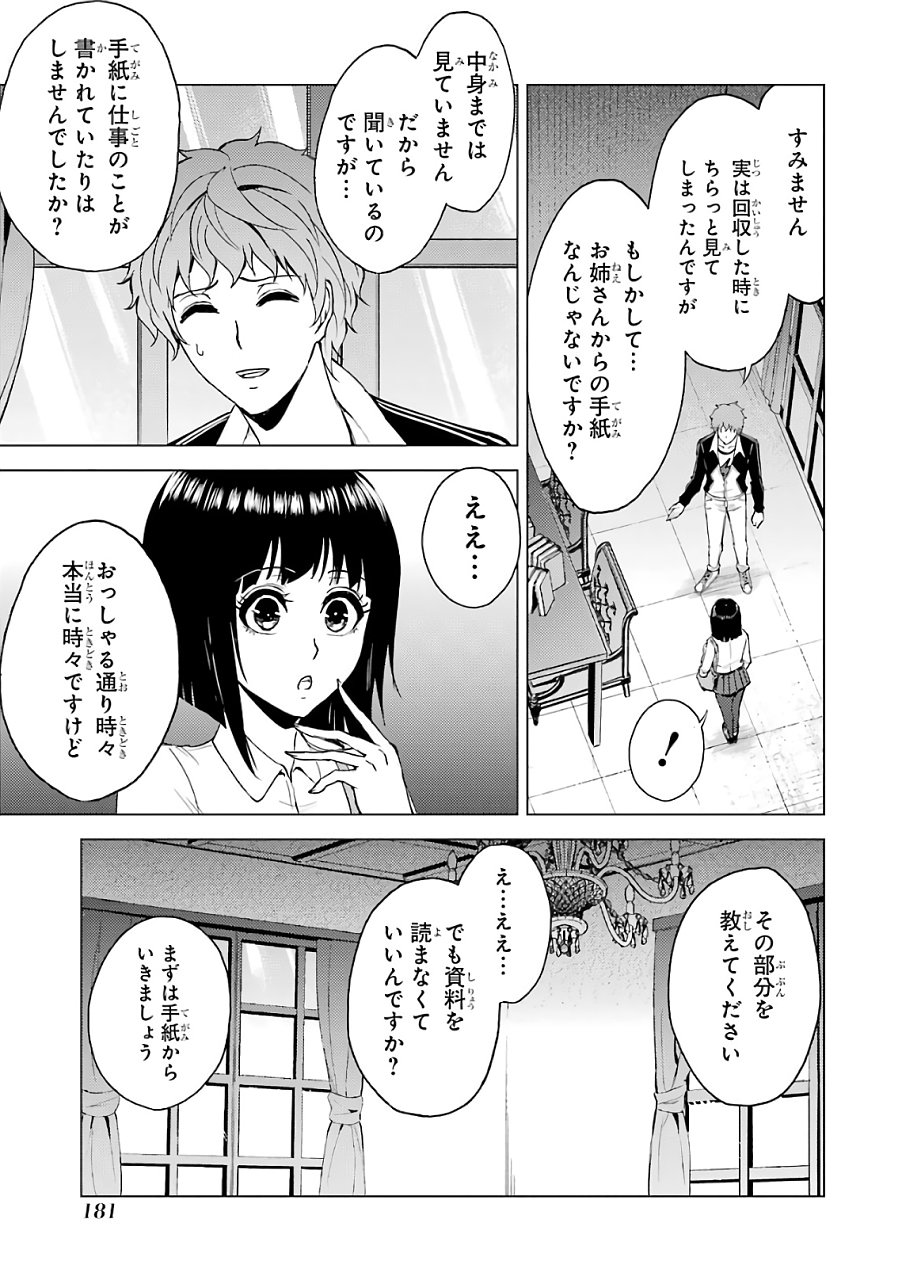 すみません
実は回収した時に
ちらっと見て
しまったんですが
もしかして…
お姉さんからの手紙
なんじゃないですか？
！
中身までは
見ていません
だから
聞いているの
ですが…
手紙に仕事のことが
書かれていたりは
しませんでしたか？
ええ…
おっしゃる通り時々
本当に時々ですけど
その部分を
教えてください
え…ええ…
でも資料を
読まなくて
いいんですか？
まずは手紙から
いきましょう
181